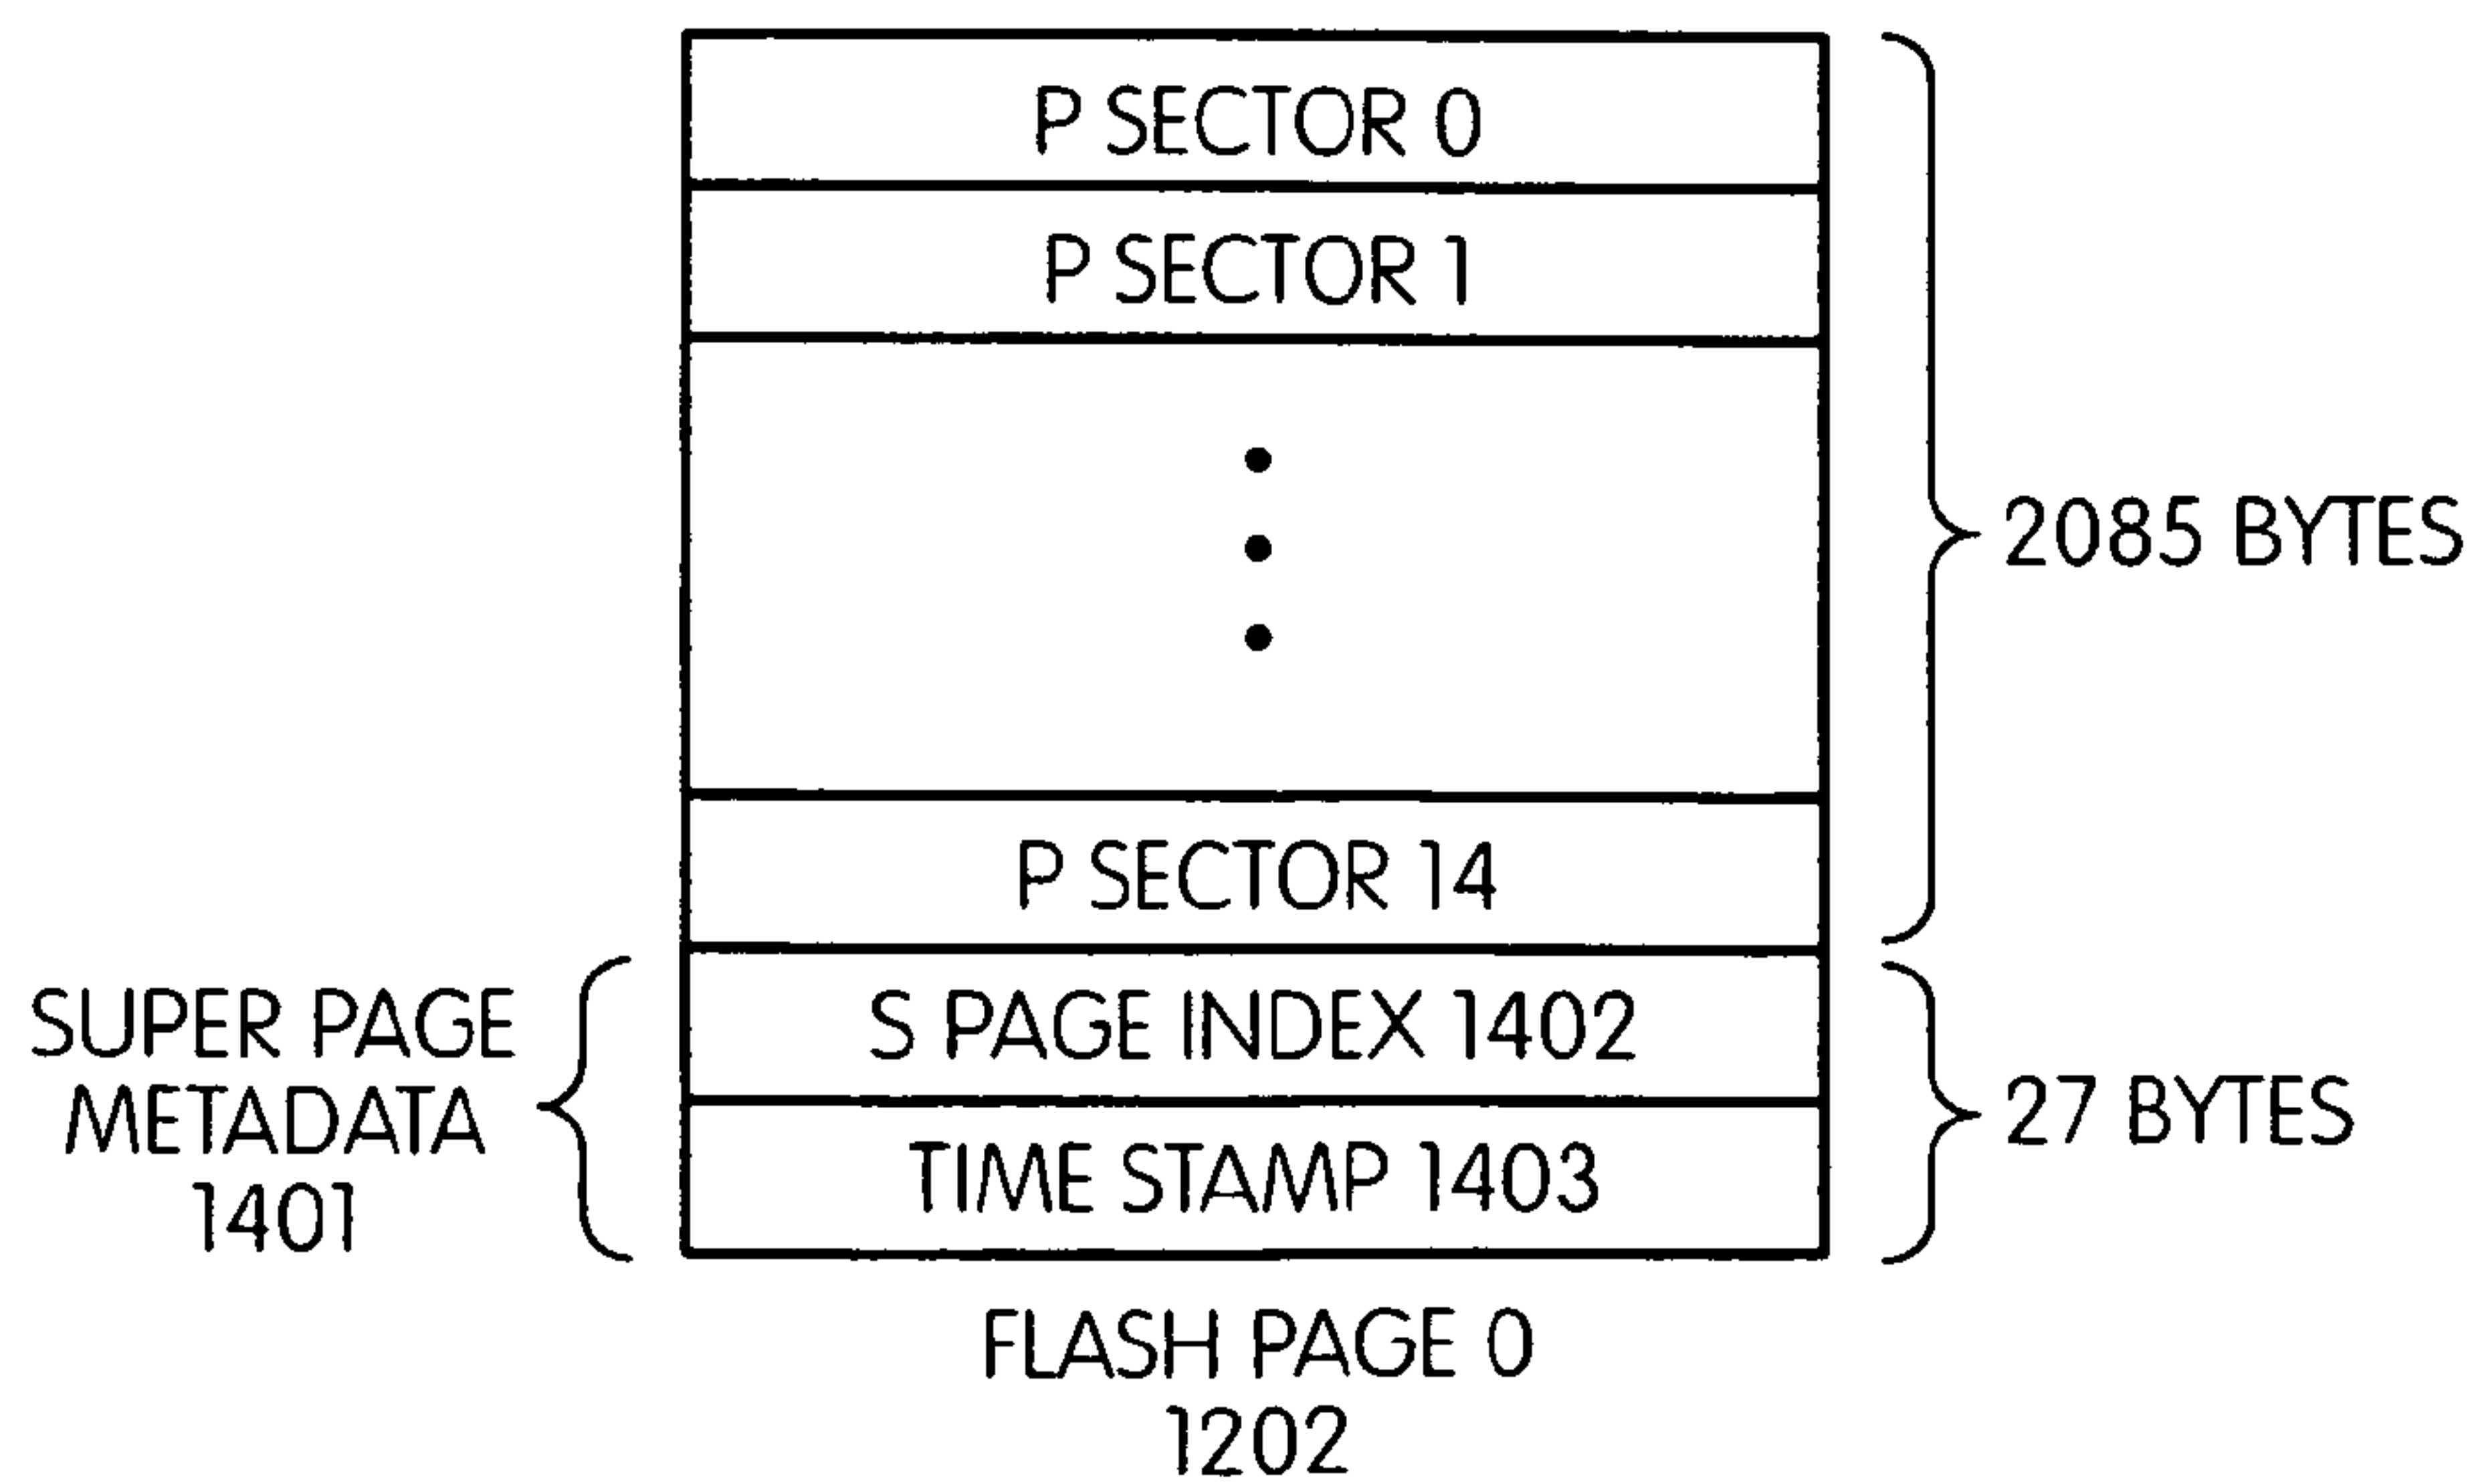 P SECTOR 0
P SECTOR 1
2085 BYTES
P SECTOR 14
SUPER PAGE
METADATA
1401
S PAGE INDEX 1402
27 BYTES
TIME STAMP 1403
FLASH PAGE 0
1202